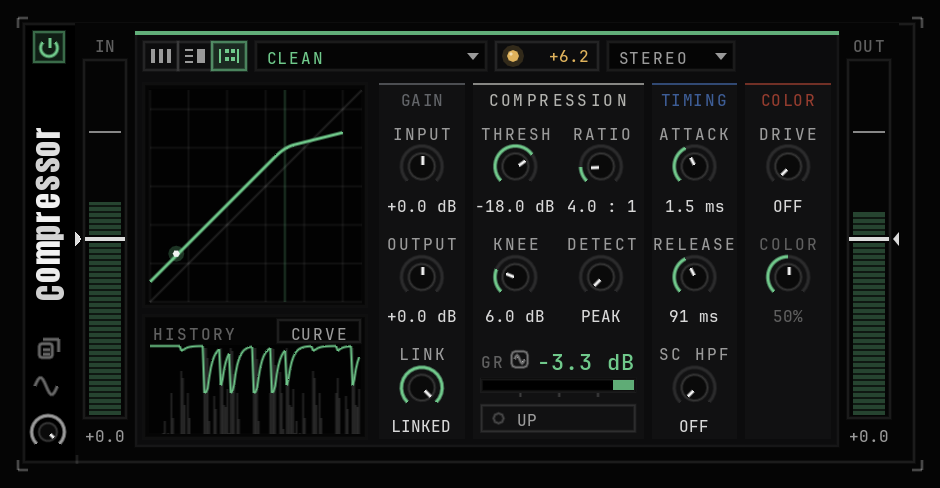 compressor
IN
CLEAN
+6.2
STEREO
OUT
GAIN
COMPRESSION
TIMING
COLOR
INPUT
THRESH
RATIO
ATTACK
DRIVE
+0.0 dB
-18.0 dB
4.0 : 1
1.5 ms
OFF
OUTPUT
KNEE
DETECT
RELEASE
COLOR
+0.0 dB
6.0 dB
PEAK
91 ms
50%
HISTORY
CURVE
LINK
GR
-3.3 dB
SC HPF
UP
LINKED
OFF
+0.0
+0.0